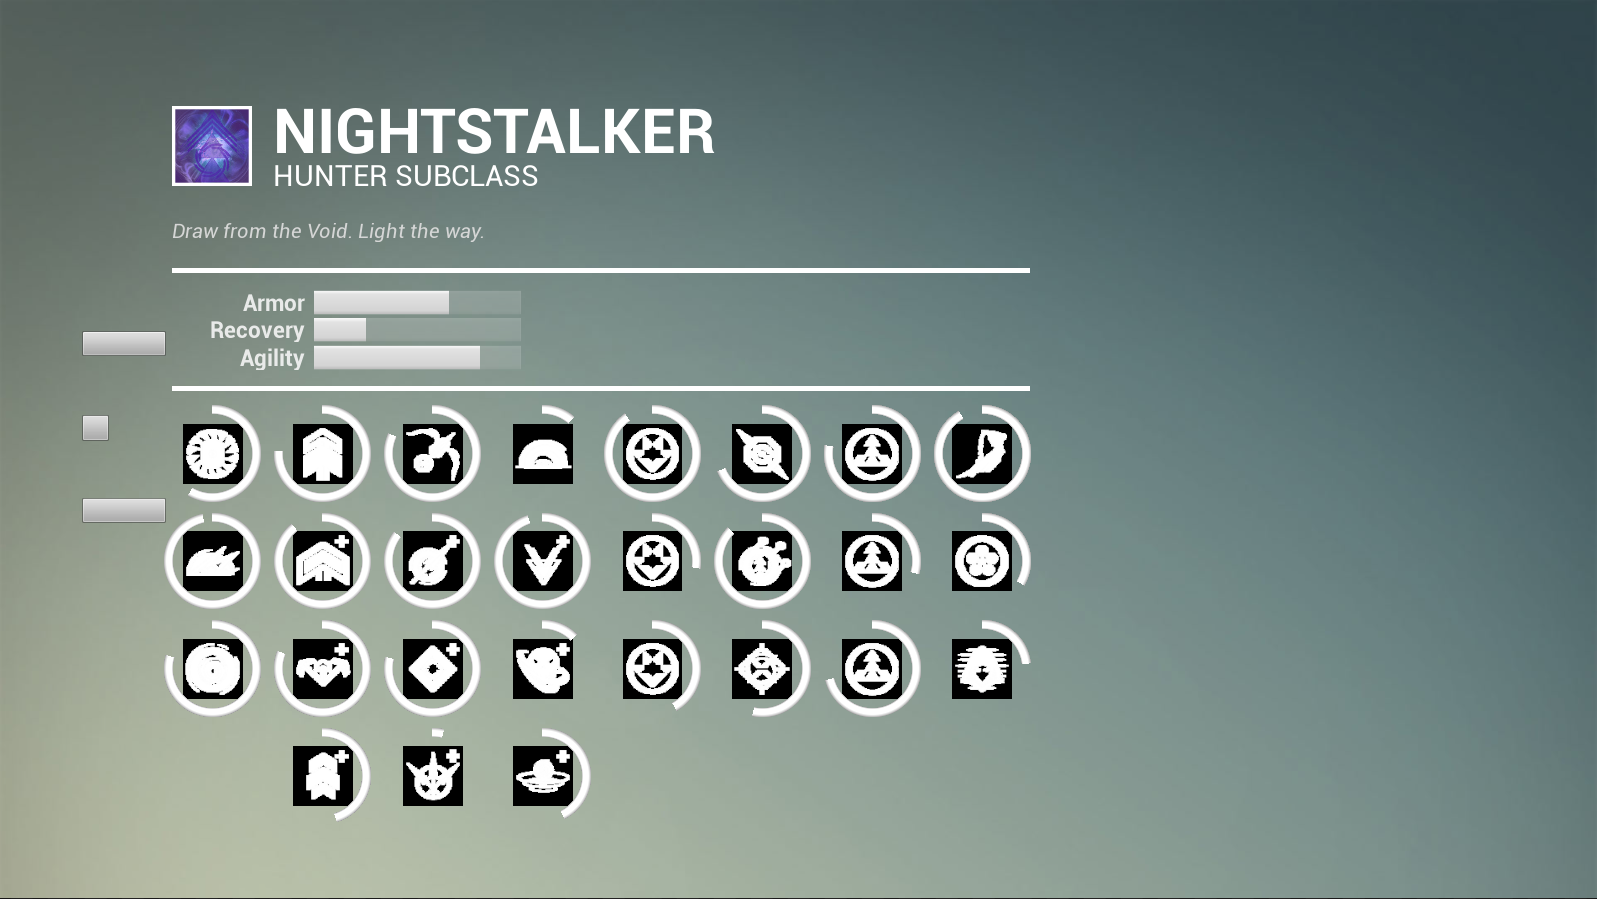 NIGHTSTALKER
HUNTER SUBCLASS
Draw from the Void. Light the way.
Armor
Recovery
Agility